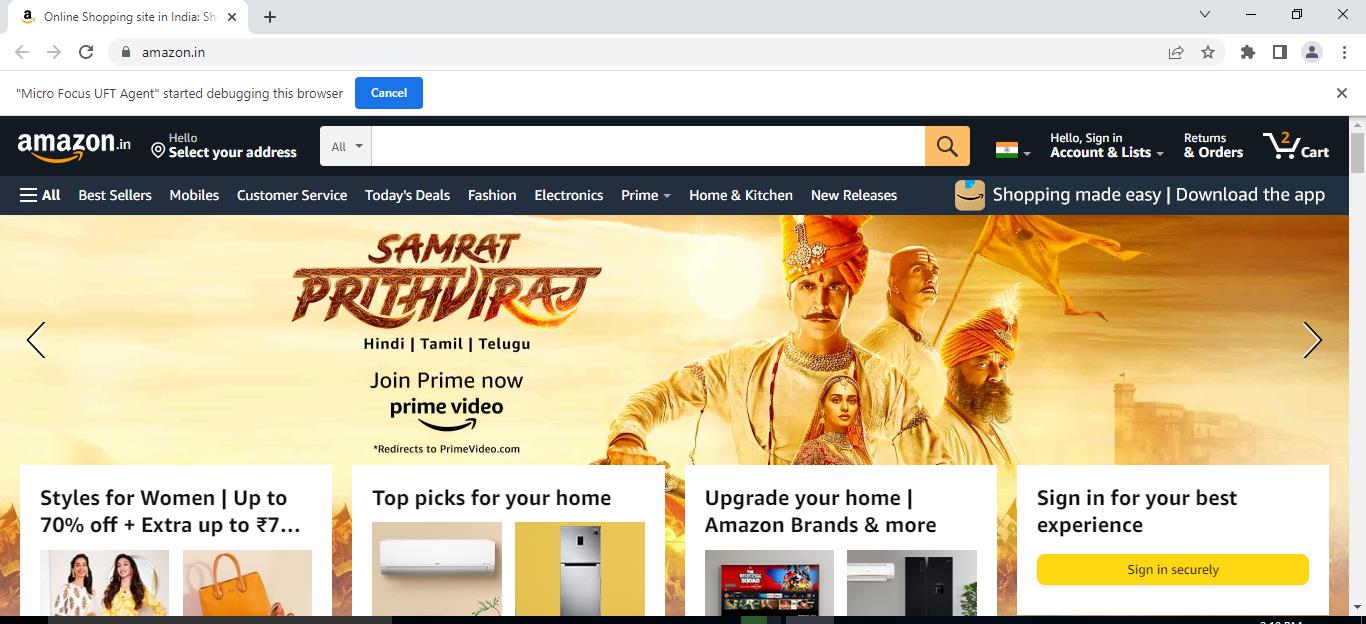 Online Shopping site in India: Sh
amazon.in
"Micro Focus UFT Agent" started debugging this browser
Cancel
amazon.in
Hello
Select your address
All
Hello, Sign in
Account & Lists
Returns
& Orders
2
Cart
All
Best Sellers
Mobiles
Customer Service
Today's Deals
Fashion
Electronics
Prime
Home & Kitchen
New Releases
Shopping made easy | Download the app
SAMRAT
PRITHVIRAJ
Hindi | Tamil | Telugu
Join Prime now
prime video
*Redirects to PrimeVideo.com
Styles for Women | Up to
70% off + Extra up to ₹7...
Top picks for your home
Upgrade your home |
Amazon Brands & more
Sign in for your best
experience
Sign in securely